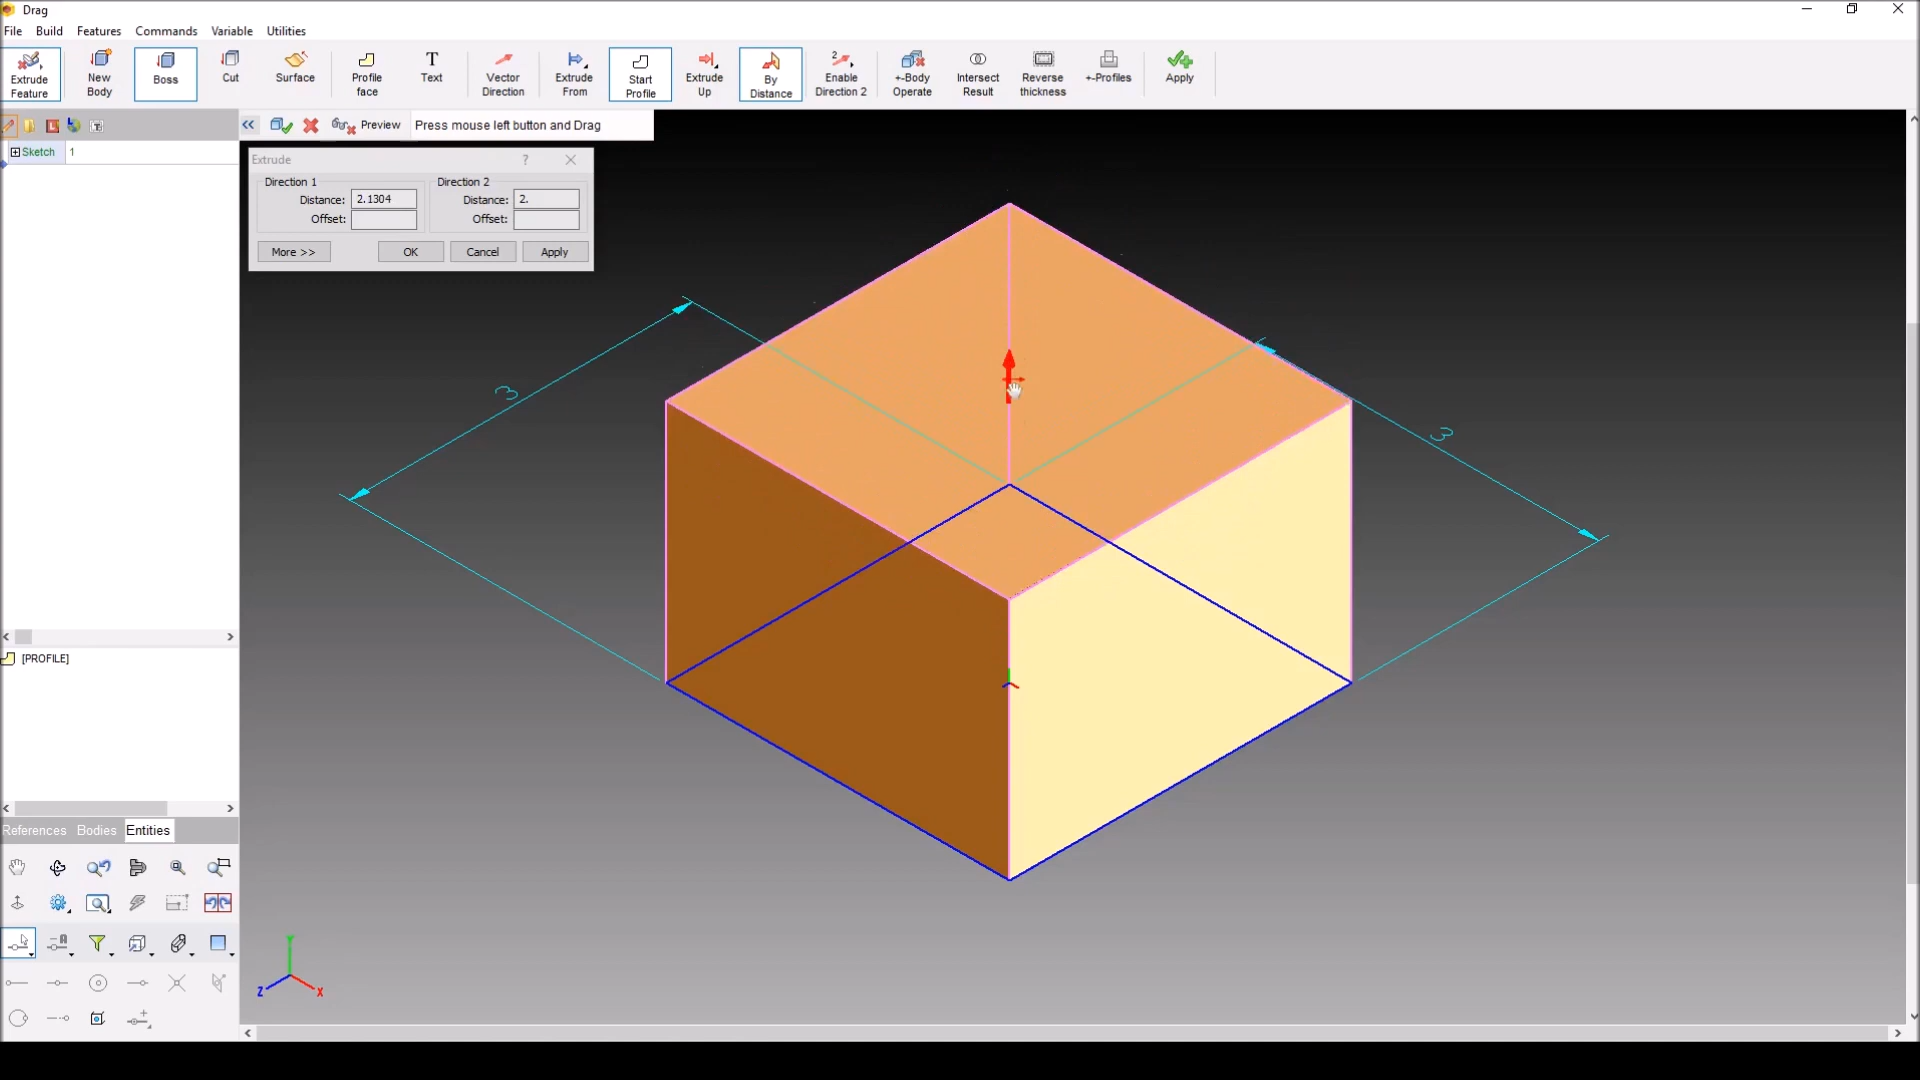 Drag
File Build Features Commands Variable Utilities
Extrude Feature
New Body
Boss
Cut
Surface
Profile face
T
Text
Vector Direction
Extrude From
Start Profile
Extrude Up
By Distance
2
Enable Direction 2
+-Body Operate
Intersect Result
Reverse thickness
+-Profiles
Apply
Preview Press mouse left button and Drag
Sketch 1
Extrude ?
Direction 1 Direction 2
Distance: 2.1304 Distance: 2.
Offset: Offset:
More >> OK Cancel Apply
3
3
[PROFILE]
References Bodies Entities
Y
Z X